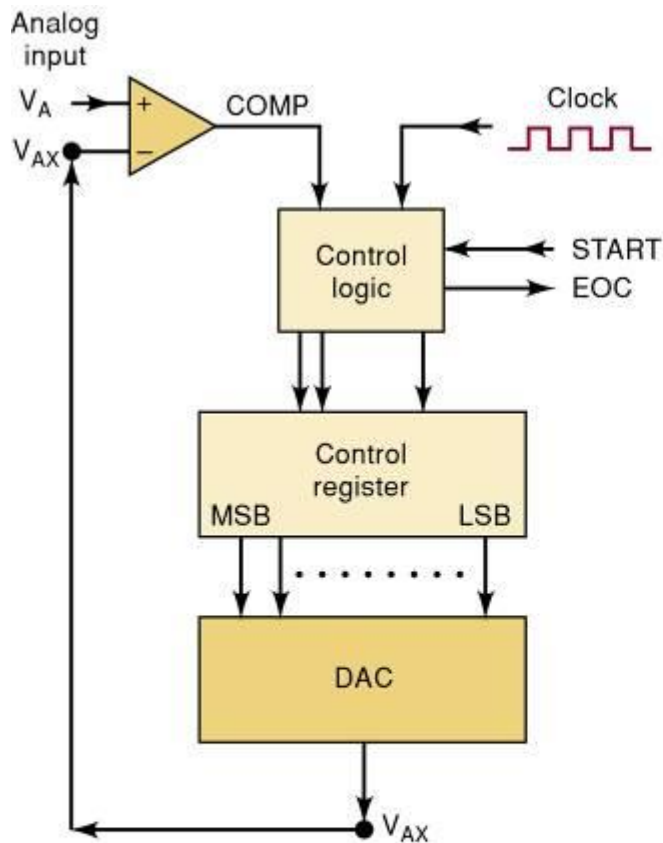 Analog
input
V_A
+
COMP
Clock
V_AX
−
START
Control
logic
EOC
Control
register
MSB
LSB
DAC
V_AX